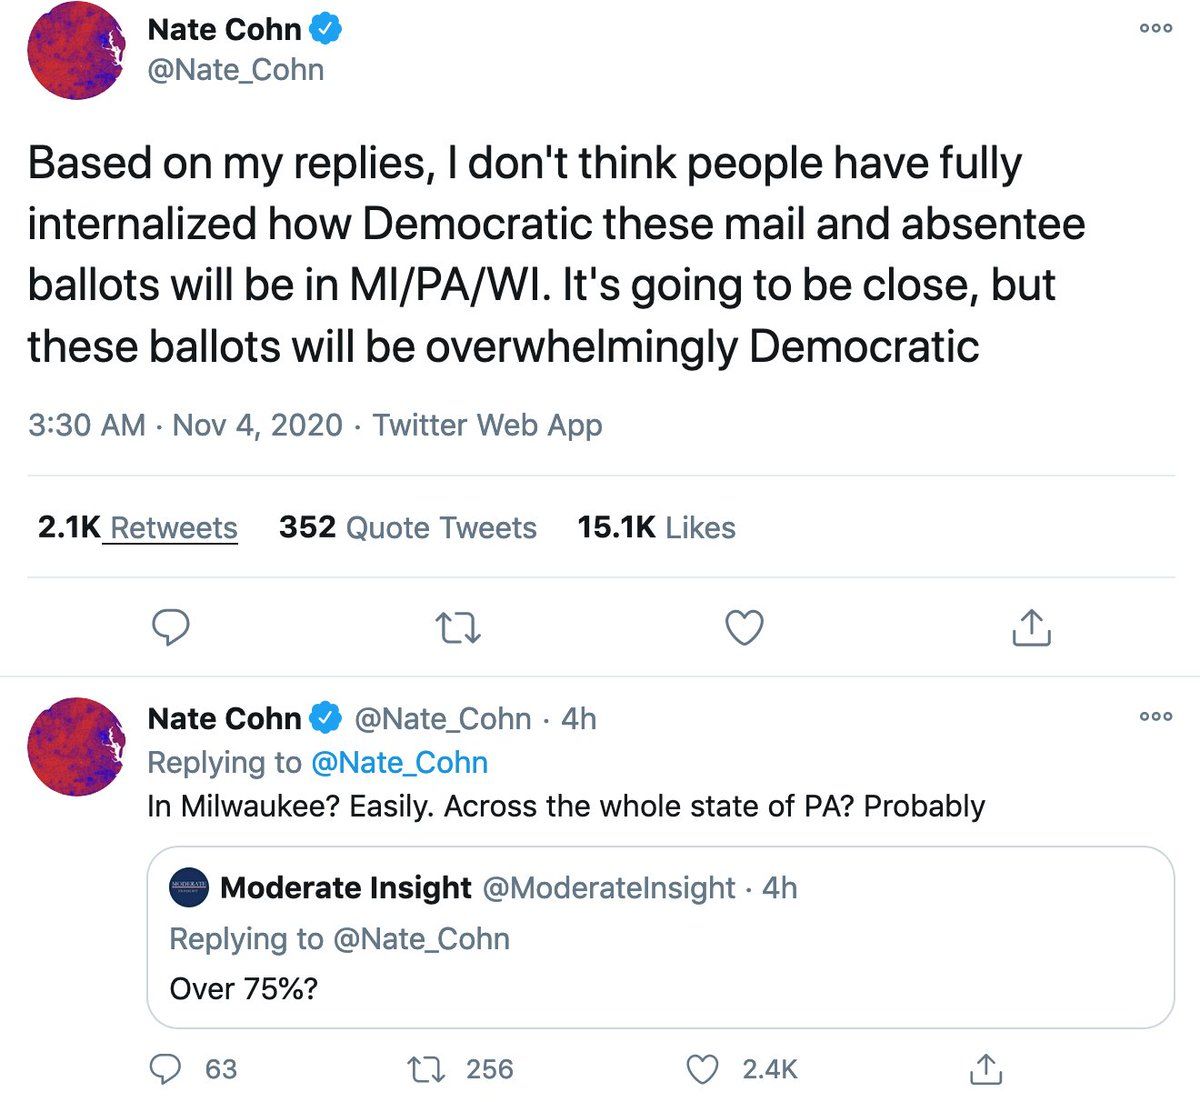 Nate Cohn
@Nate_Cohn
Based on my replies, I don't think people have fully
internalized how Democratic these mail and absentee
ballots will be in MI/PA/WI. It's going to be close, but
these ballots will be overwhelmingly Democratic
3:30 AM · Nov 4, 2020 · Twitter Web App
2.1K Retweets 352 Quote Tweets 15.1K Likes
Nate Cohn @Nate_Cohn · 4h
Replying to @Nate_Cohn
In Milwaukee? Easily. Across the whole state of PA? Probably
MODERATE
Moderate Insight @ModerateInsight · 4h
Replying to @Nate_Cohn
Over 75%?
63 256 2.4K